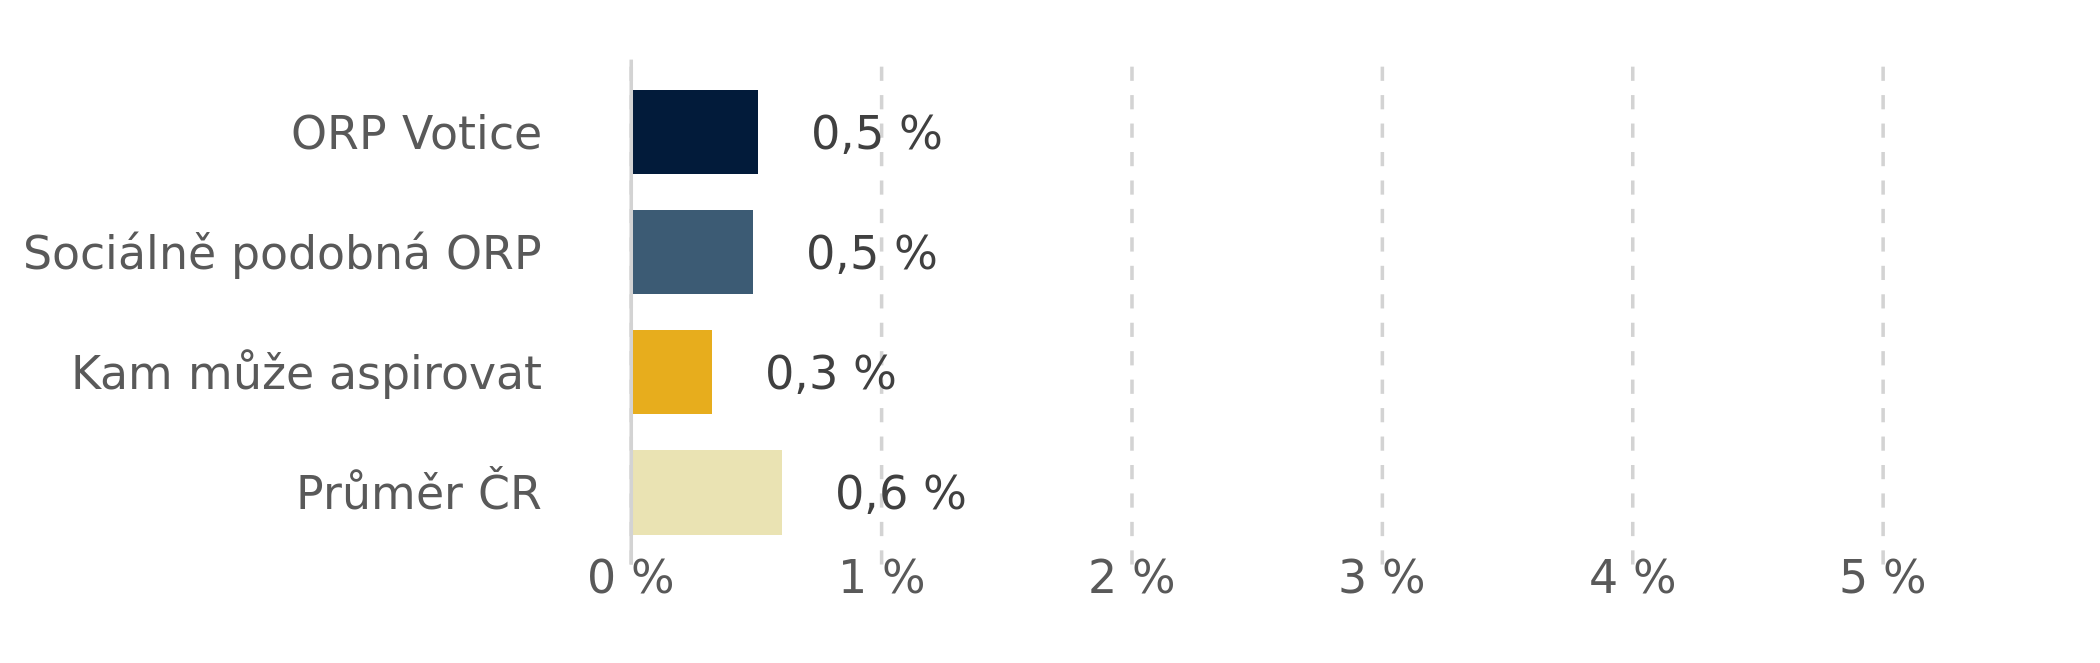 ORP Votice 0,5 %
Sociálně podobná ORP 0,5 %
Kam může aspirovat 0,3 %
Průměr ČR 0,6 %
0 % 1 % 2 % 3 % 4 % 5 %